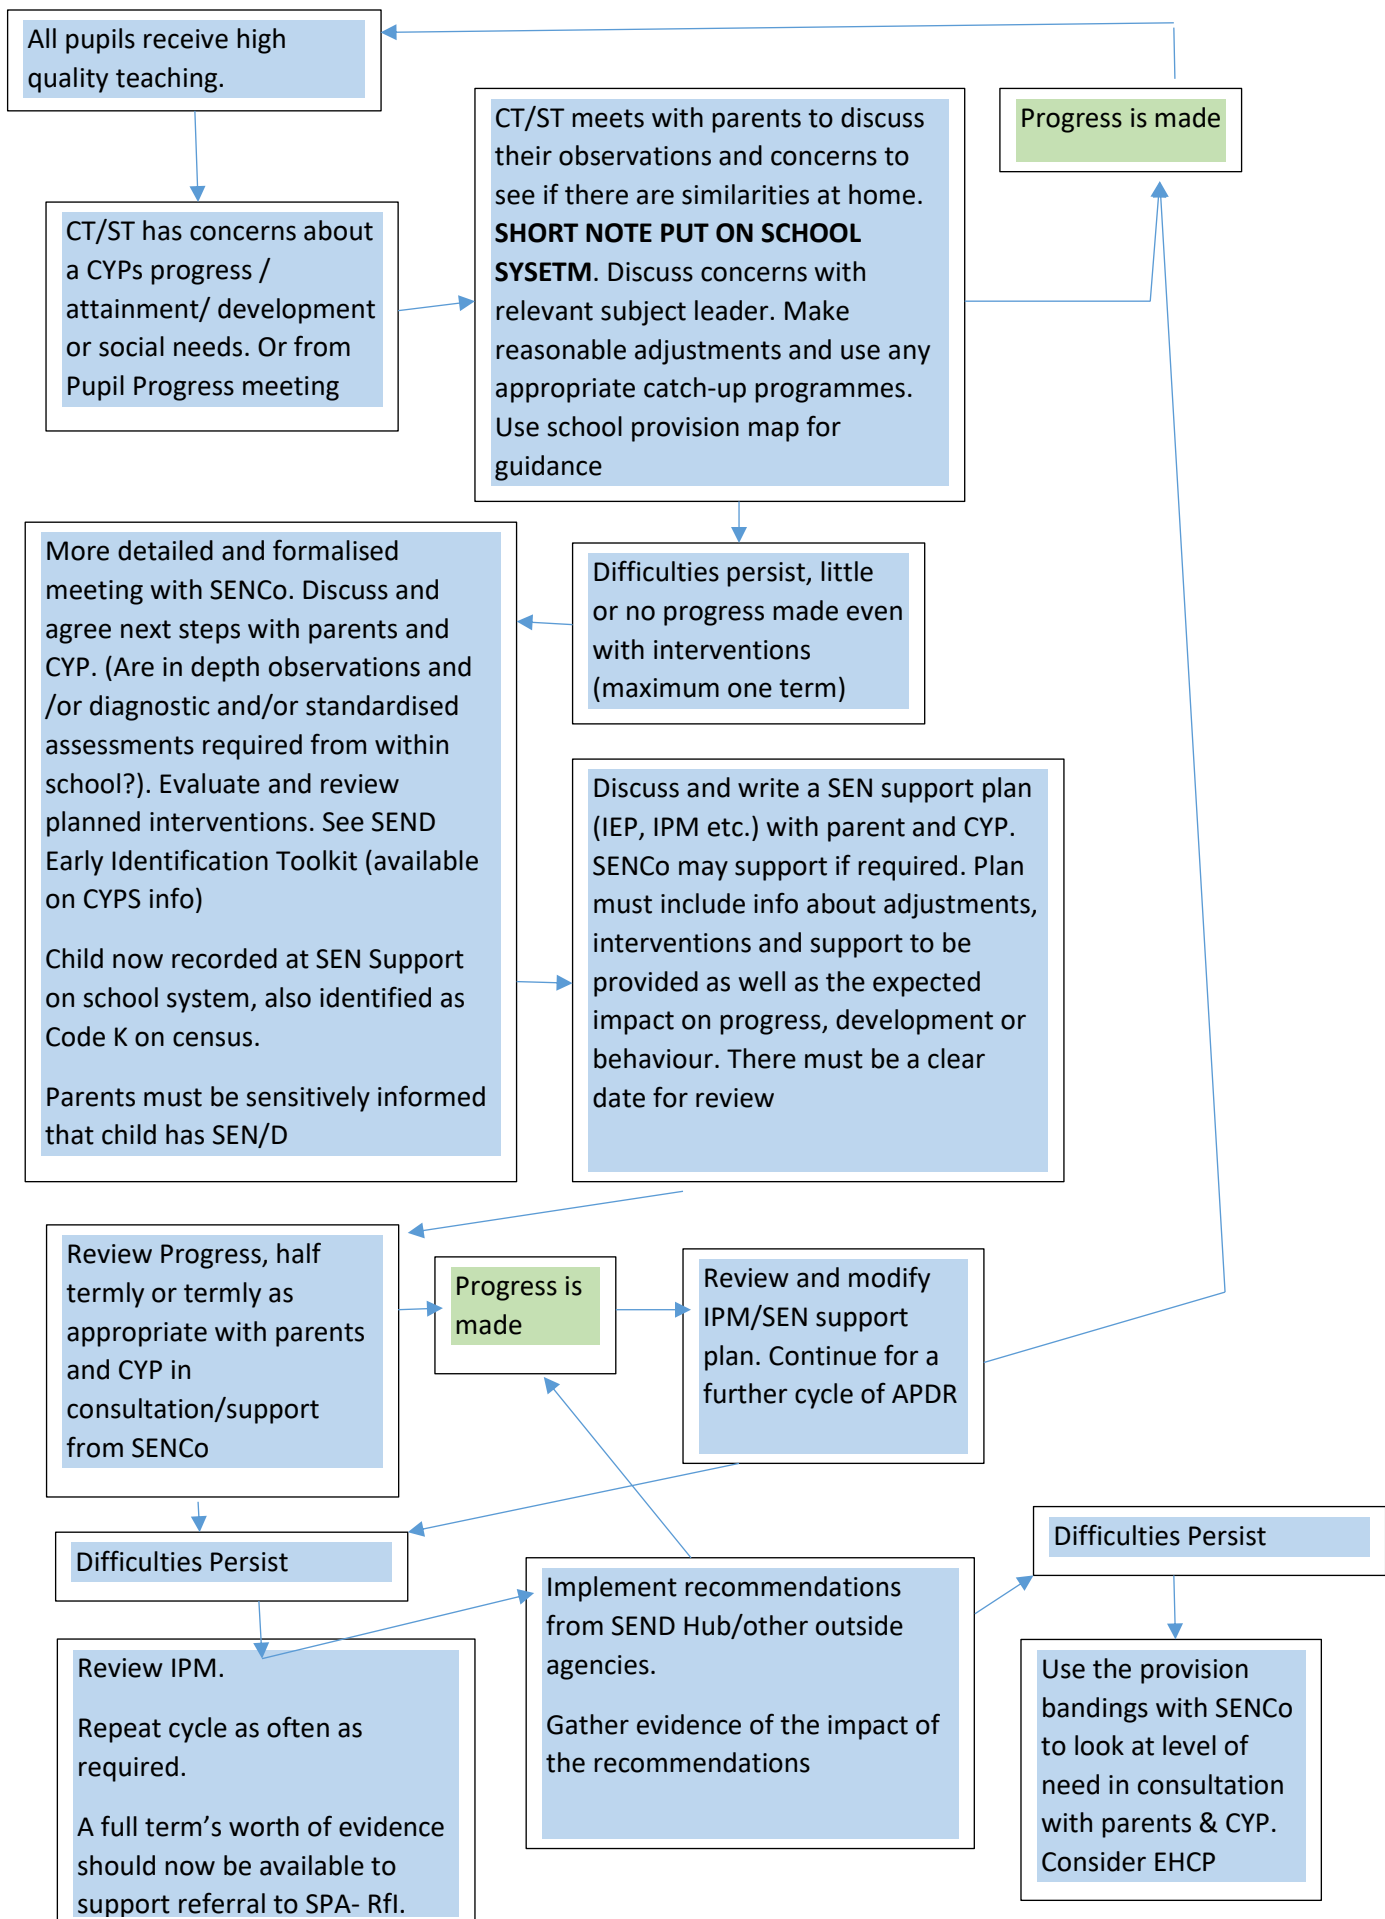 All pupils receive high
quality teaching.
Progress is made
CT/ST meets with parents to discuss
their observations and concerns to
see if there are similarities at home.
SHORT NOTE PUT ON SCHOOL
SYSETM. Discuss concerns with
relevant subject leader. Make
reasonable adjustments and use any
appropriate catch-up programmes.
Use school provision map for
guidance
CT/ST has concerns about
a CYPs progress /
attainment/ development
or social needs. Or from
Pupil Progress meeting
Difficulties persist, little
or no progress made even
with interventions
(maximum one term)
More detailed and formalised
meeting with SENCo. Discuss and
agree next steps with parents and
CYP. (Are in depth observations and
/or diagnostic and/or standardised
assessments required from within
school?). Evaluate and review
planned interventions. See SEND
Early Identification Toolkit (available
on CYPS info)
Child now recorded at SEN Support
on school system, also identified as
Code K on census.
Parents must be sensitively informed
that child has SEN/D
Discuss and write a SEN support plan
(IEP, IPM etc.) with parent and CYP.
SENCo may support if required. Plan
must include info about adjustments,
interventions and support to be
provided as well as the expected
impact on progress, development or
behaviour. There must be a clear
date for review
Review Progress, half
termly or termly as
appropriate with parents
and CYP in
consultation/support
from SENCo
Progress is
made
Review and modify
IPM/SEN support
plan. Continue for a
further cycle of APDR
Difficulties Persist
Difficulties Persist
Implement recommendations
from SEND Hub/other outside
agencies.
Gather evidence of the impact of
the recommendations
Review IPM.
Repeat cycle as often as
required.
A full term’s worth of evidence
should now be available to
support referral to SPA- RfI.
Use the provision
bandings with SENCo
to look at level of
need in consultation
with parents & CYP.
Consider EHCP